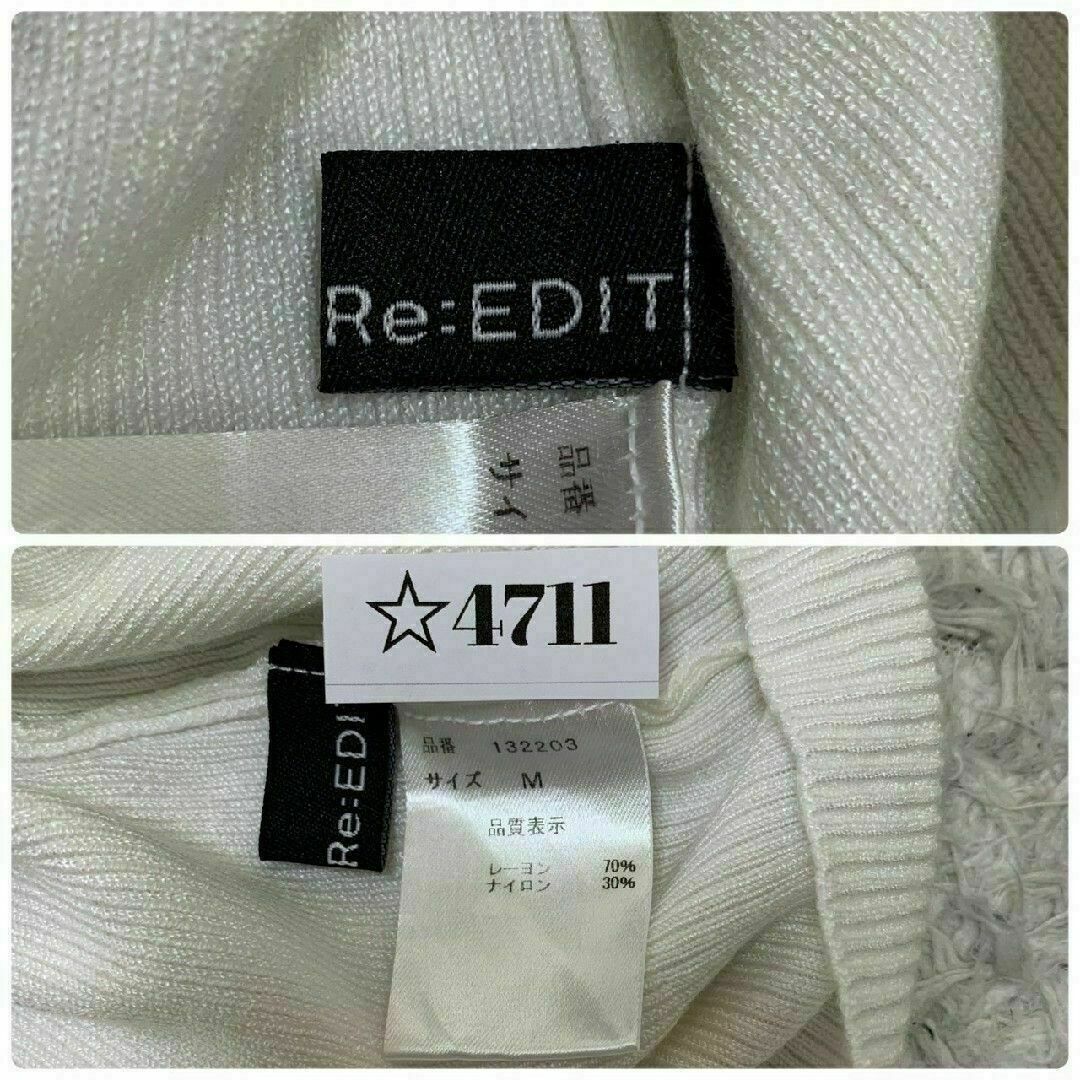 Re:EDIT
品番
サイ
☆4711
Re:EDI
品番 132203
サイズ M
品質表示
レーヨン 70%
ナイロン 30%